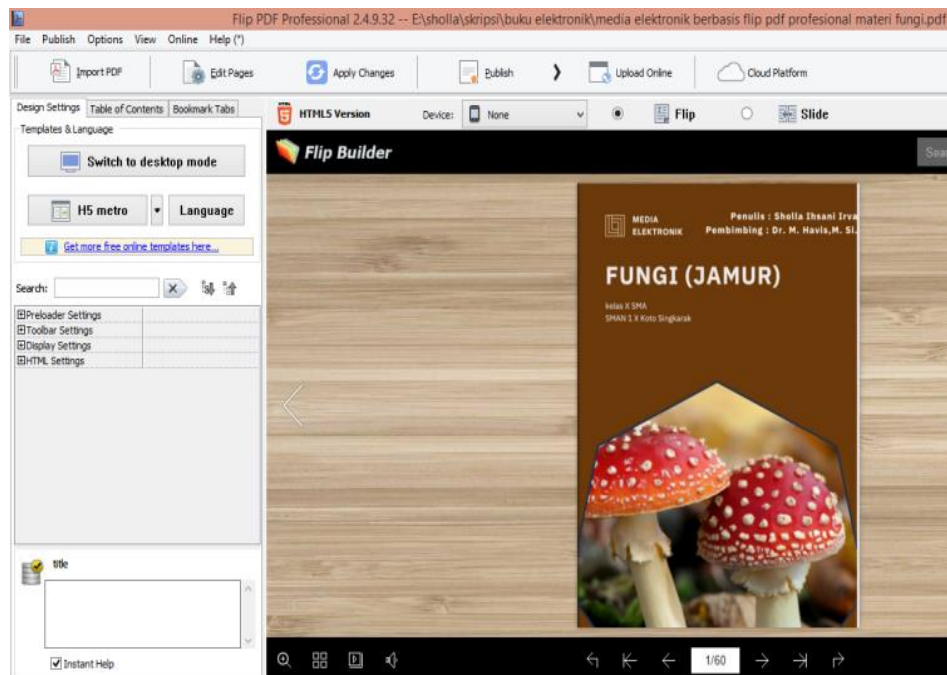 Flip PDF Professional 2.4.9.32 -- E:\sholla\skripsi\buku elektronik\media elektronik berbasis flip pdf profesional materi fungi.pdf
File Publish Options View Online Help (*)
Import PDF Edit Pages Apply Changes Publish Upload Online Cloud Platform
Design Settings Table of Contents Bookmark Tabs
HTML5 Version Device: None Flip Slide
Templates & Language
Switch to desktop mode
Flip Builder
H5 metro Language
Get more free online templates here...
Search:
Preloader Settings
Toolbar Settings
Display Settings
HTML Settings
MEDIA
ELEKTRONIK
Penulis : Sholla Ihsani Irva
Pembimbing : Dr. M. Havis,M. Si.
FUNGI (JAMUR)
kelas X SMA
SMAN 1 X Koto Singkarak
title
Instant Help
1/60